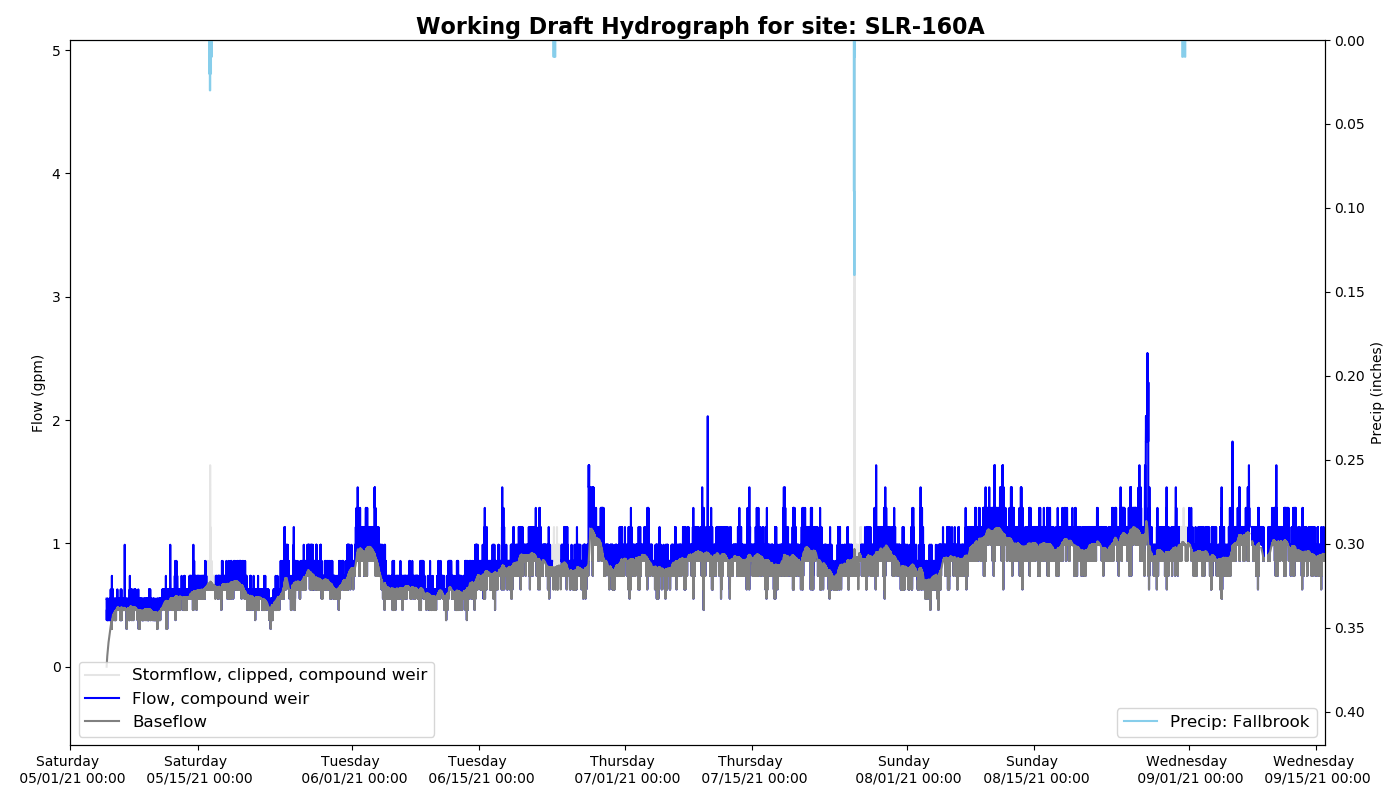 Working Draft Hydrograph for site: SLR-160A
5
4
3
2
1
0
Flow (gpm)
0.00
0.05
0.10
0.15
0.20
0.25
0.30
0.35
0.40
Precip (inches)
Stormflow, clipped, compound weir
Flow, compound weir
Baseflow
Precip: Fallbrook
Saturday Saturday Tuesday Tuesday Thursday Thursday Sunday Sunday Wednesday Wednesday
05/01/21 00:00 05/15/21 00:00 06/01/21 00:00 06/15/21 00:00 07/01/21 00:00 07/15/21 00:00 08/01/21 00:00 08/15/21 00:00 09/01/21 00:00 09/15/21 00:00